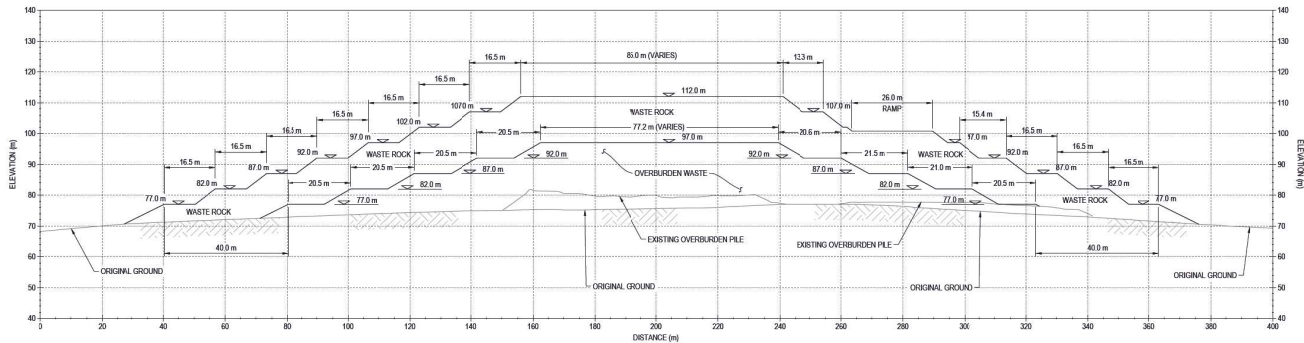 140
130
120
110
100
90
80
70
60
50
40
ELEVATION (m)
0 20 40 60 80 100 120 140 160 180 200 220 240 260 280 300 320 340 360 380 400
DISTANCE (m)
140
130
120
110
100
90
80
70
60
50
40
ELEVATION (m)
16.5 m
85.0 m (VARIES)
13.3 m
16.5 m
112.0 m
16.5 m
107.0 m
WASTE ROCK
107.0 m
26.0 m
RAMP
16.5 m
102.0 m
77.2 m (VARIES)
15.4 m
16.5 m
97.0 m
20.5 m
97.0 m
20.6 m
97.0 m
16.5 m
16.5 m
92.0 m
WASTE ROCK
20.5 m
92.0 m
92.0 m
21.5 m
WASTE ROCK
92.0 m
16.5 m
16.5 m
87.0 m
20.5 m
87.0 m
OVERBURDEN WASTE
87.0 m
21.0 m
87.0 m
16.5 m
82.0 m
20.5 m
82.0 m
82.0 m
20.5 m
82.0 m
77.0 m
WASTE ROCK
77.0 m
77.0 m
WASTE ROCK
77.0 m
EXISTING OVERBURDEN PILE
EXISTING OVERBURDEN PILE
40.0 m
40.0 m
ORIGINAL GROUND
ORIGINAL GROUND
ORIGINAL GROUND
ORIGINAL GROUND